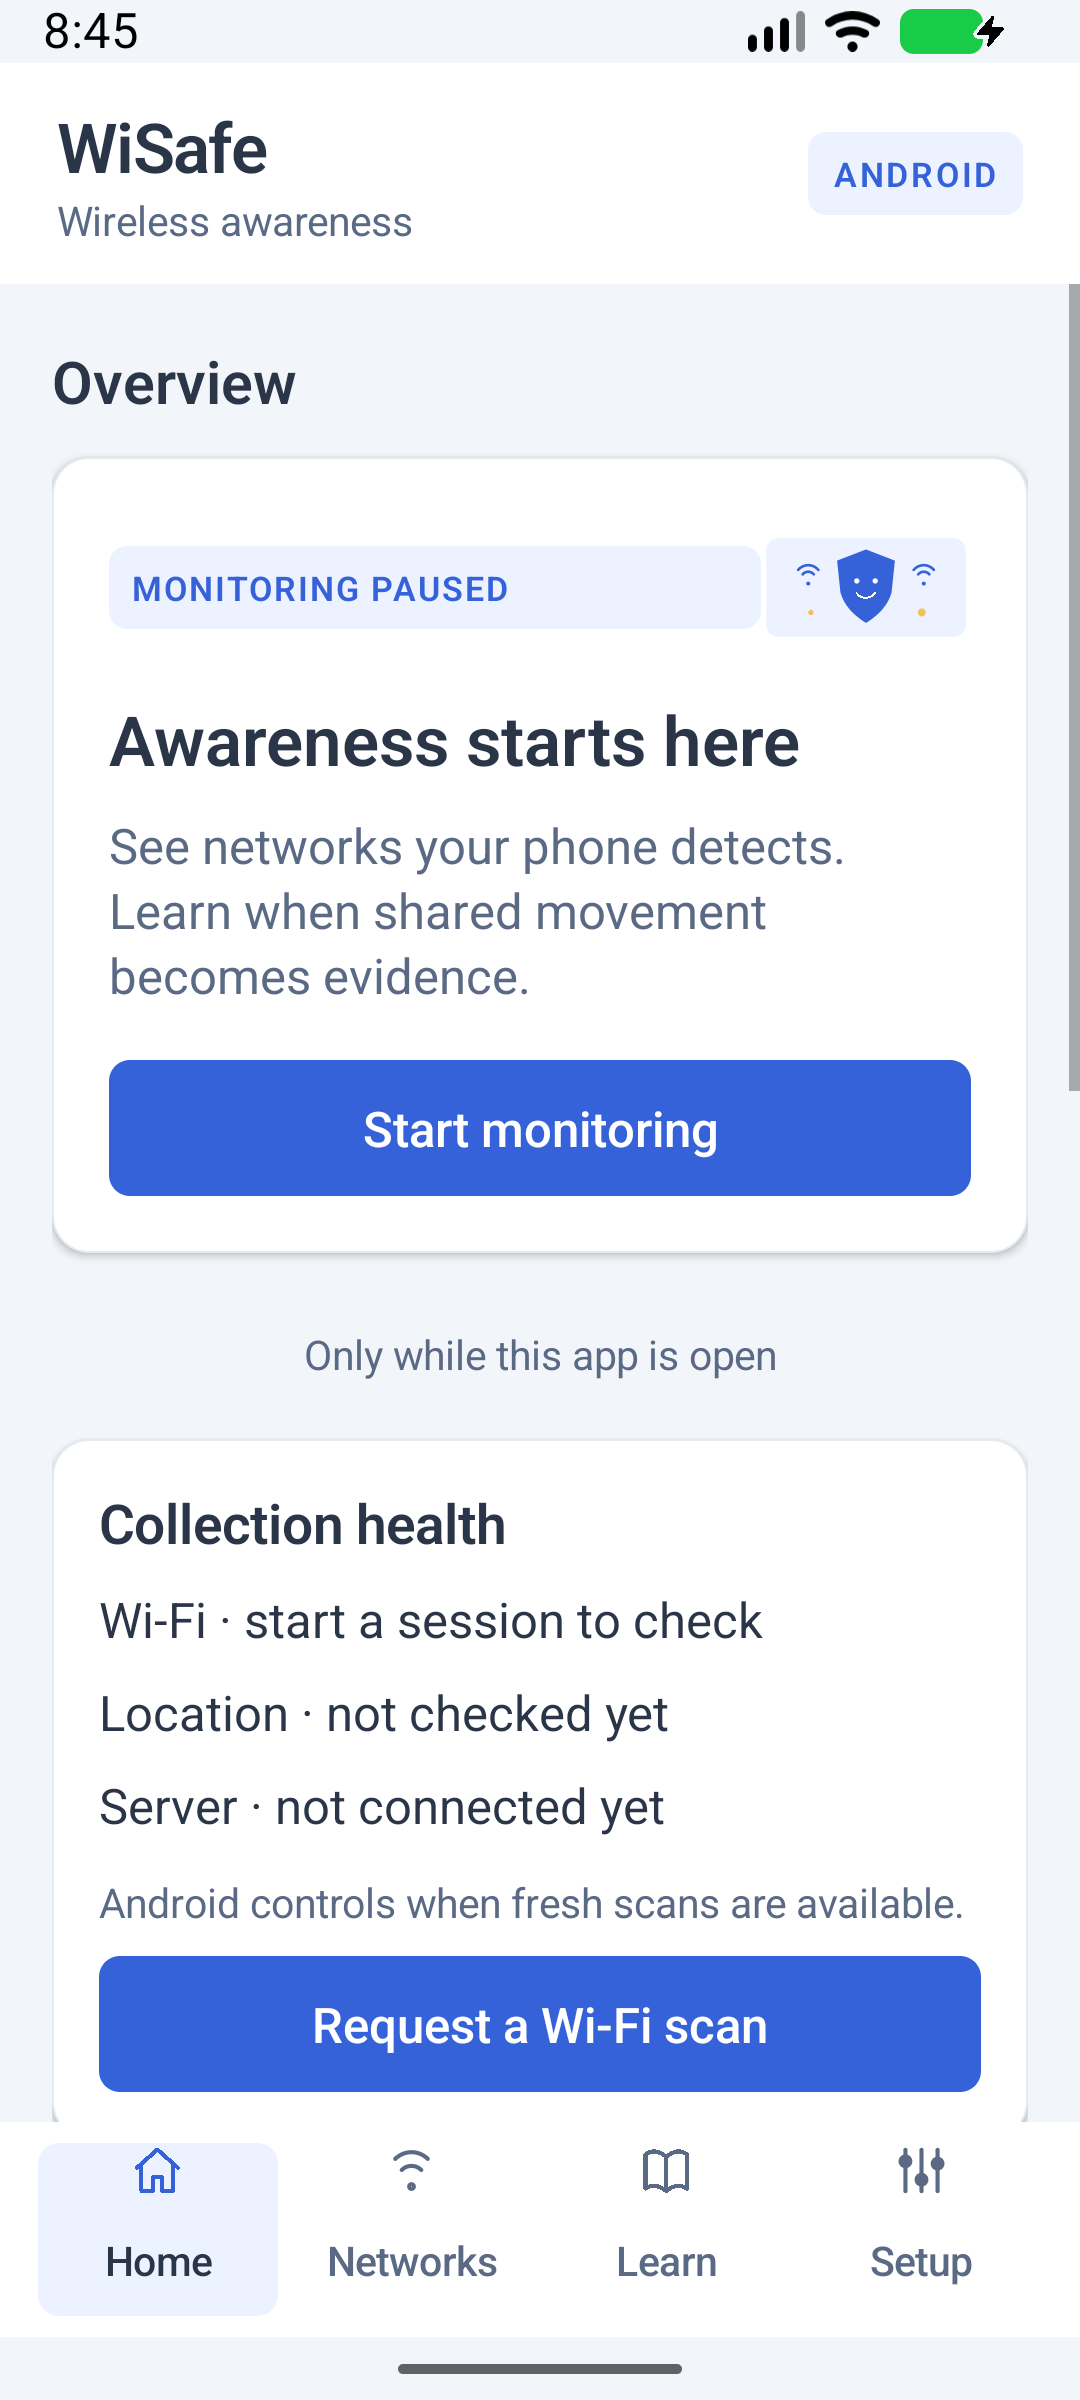 8:45
WiSafe
Wireless awareness
ANDROID
Overview
MONITORING PAUSED
Awareness starts here
See networks your phone detects.
Learn when shared movement
becomes evidence.
Start monitoring
Only while this app is open
Collection health
Wi-Fi · start a session to check
Location · not checked yet
Server · not connected yet
Android controls when fresh scans are available.
Request a Wi-Fi scan
Home
Networks
Learn
Setup